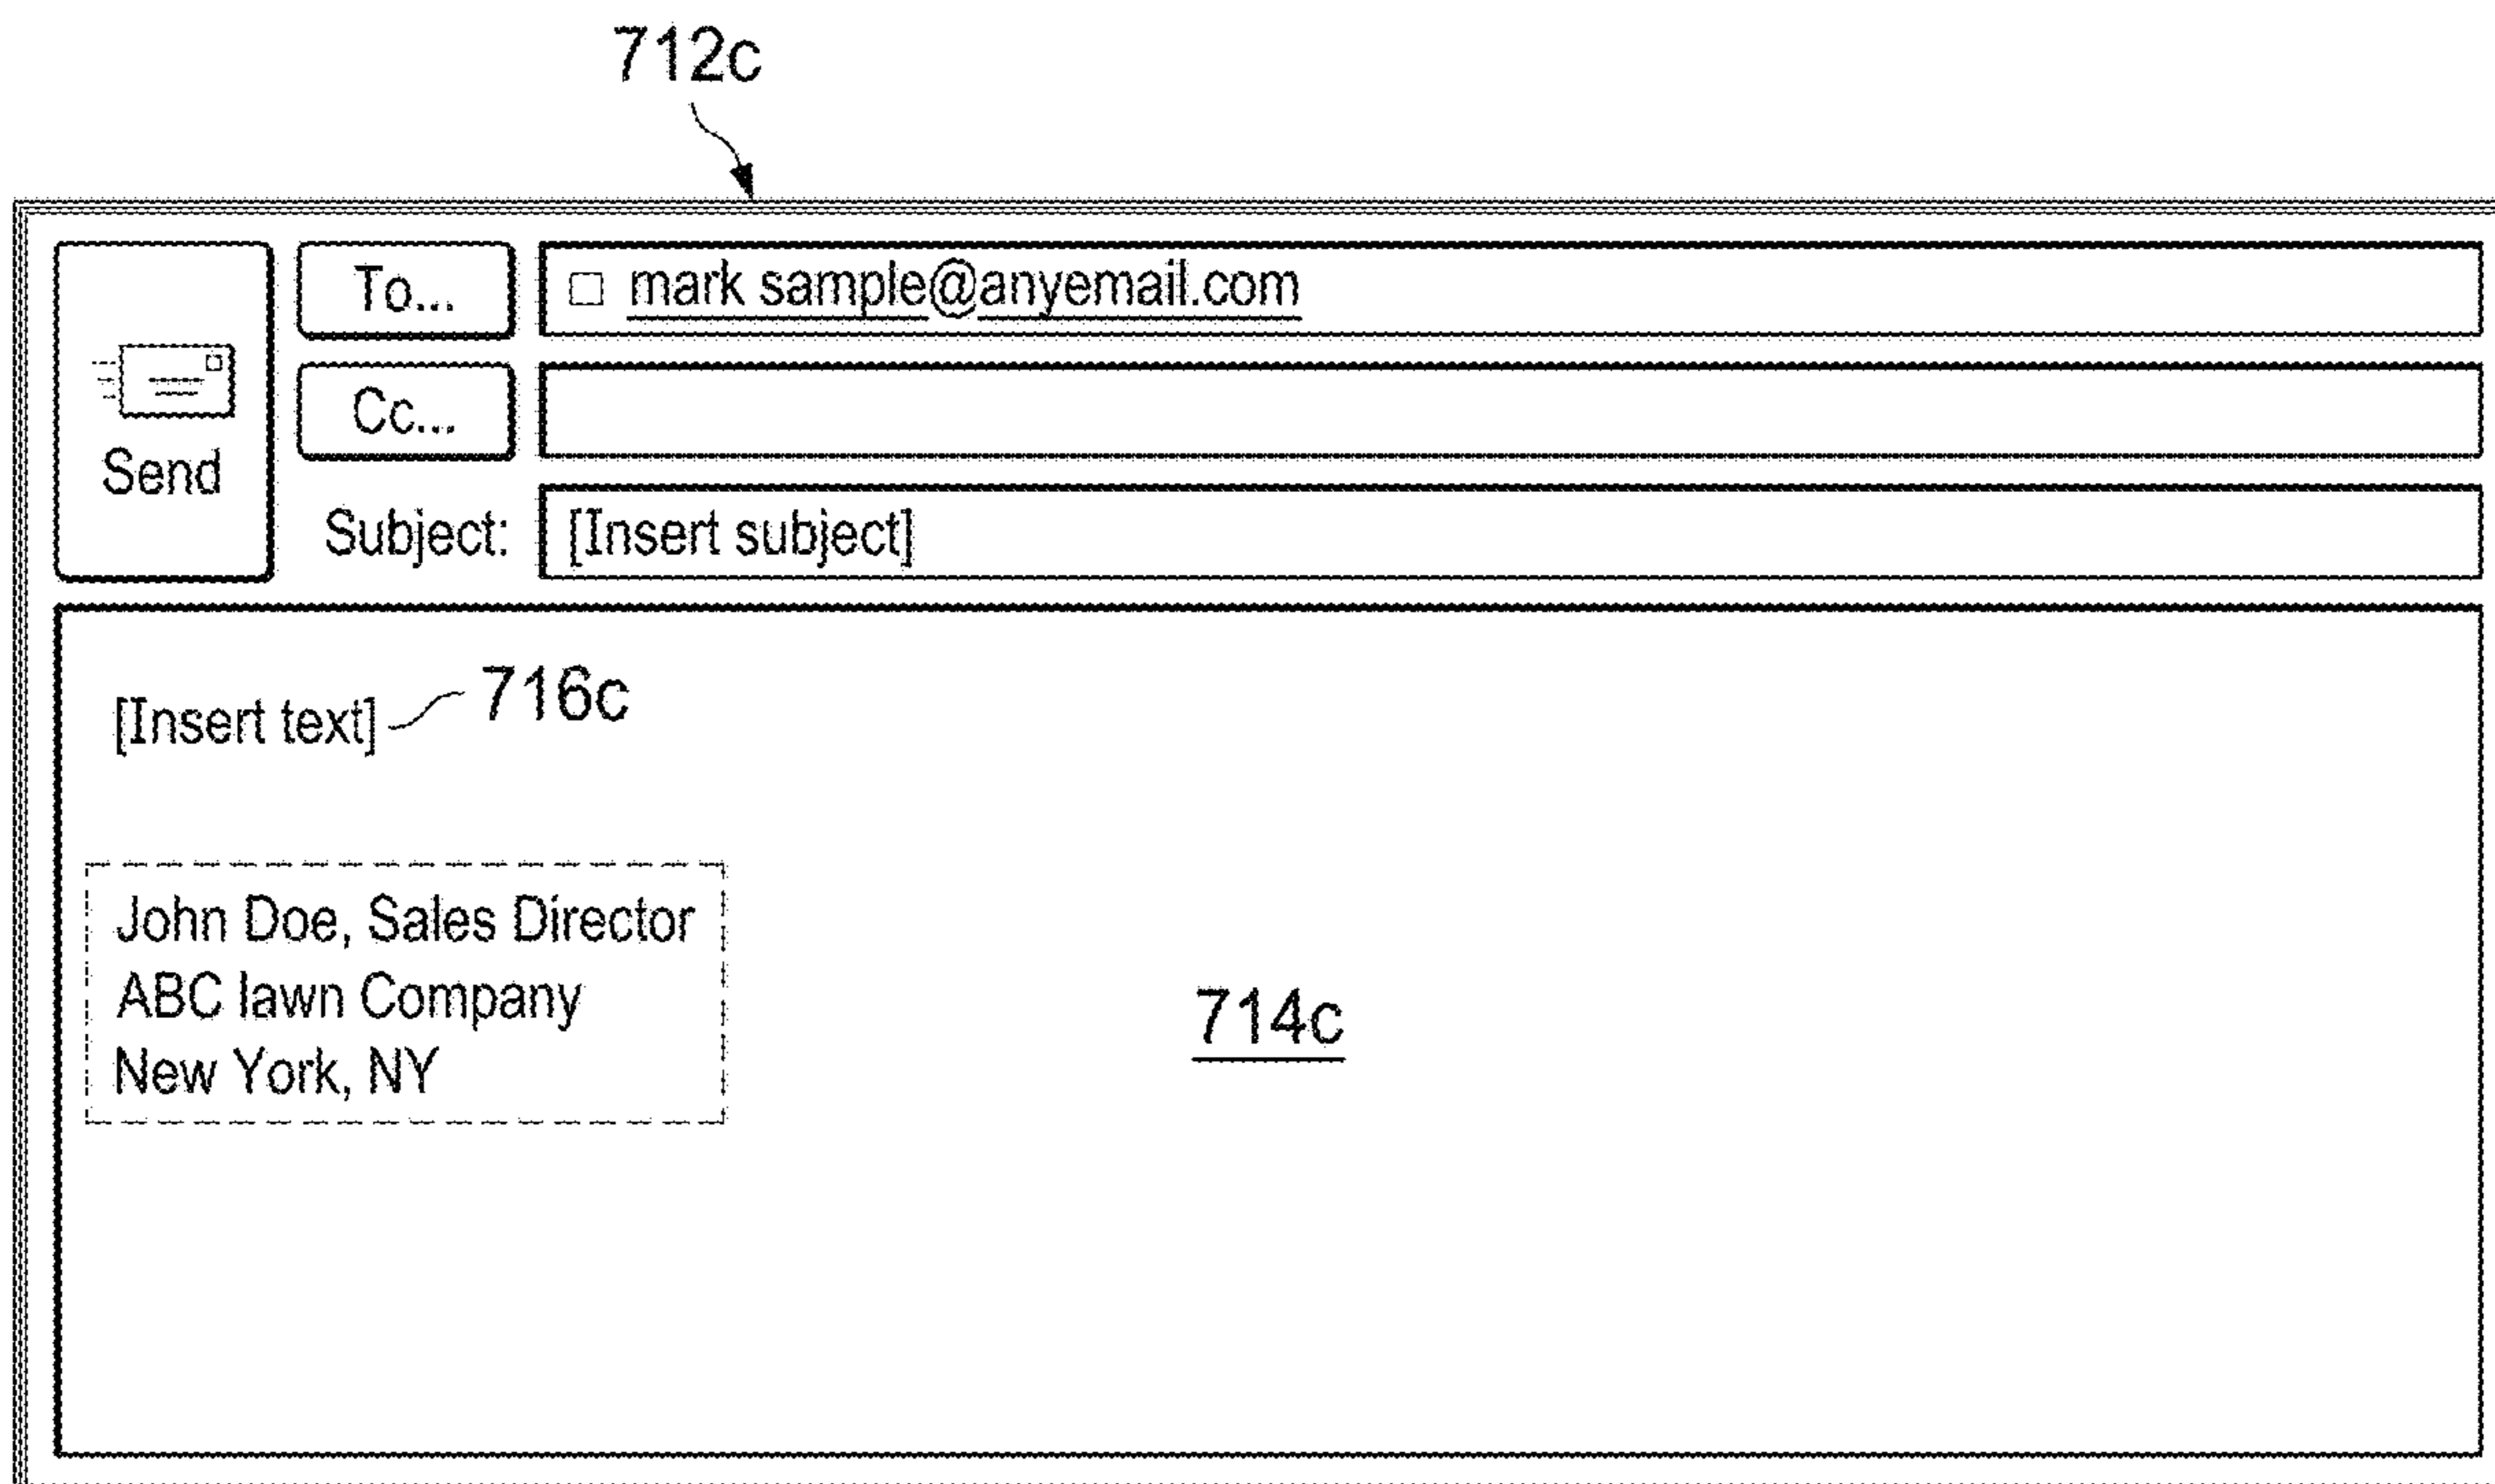 712c
To...
□ mark sample@anyemail.com
Cc...
Send
Subject:
[Insert subject]
[Insert text]
716c
John Doe, Sales Director
ABC lawn Company
New York, NY
714c